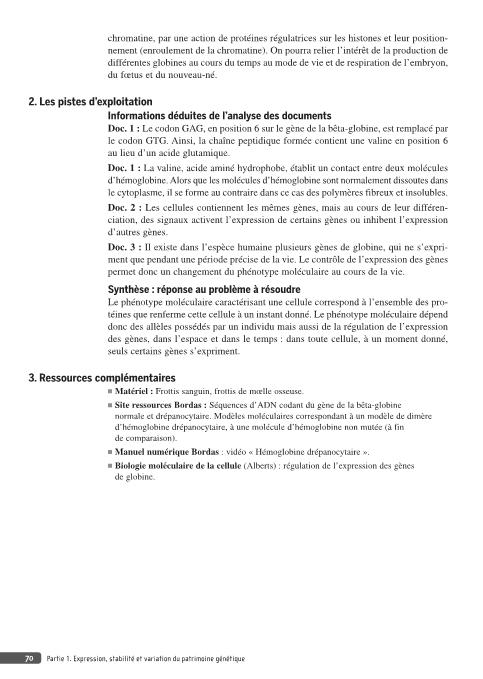 chromatine, par une action de protéines régulatrices sur les histones et leur position-
nement (enroulement de la chromatine). On pourra relier l'intérêt de la production de
différentes globines au cours du temps au mode de vie et de respiration de l'embryon,
du fœtus et du nouveau-né.
2. Les pistes d'exploitation
Informations déduites de l'analyse des documents
Doc. 1 : Le codon GAG, en position 6 sur le gène de la bêta-globine, est remplacé par
le codon GTG. Ainsi, la chaîne peptidique formée contient une valine en position 6
au lieu d'un acide glutamique.
Doc. 1 : La valine, acide aminé hydrophobe, établit un contact entre deux molécules
d'hémoglobine. Alors que les molécules d'hémoglobine sont normalement dissoutes dans
le cytoplasme, il se forme au contraire dans ce cas des polymères fibreux et insolubles.
Doc. 2 : Les cellules contiennent les mêmes gènes, mais au cours de leur différen-
ciation, des signaux activent l'expression de certains gènes ou inhibent l'expression
d'autres gènes.
Doc. 3 : Il existe dans l'espèce humaine plusieurs gènes de globine, qui ne s'expri-
ment que pendant une période précise de la vie. Le contrôle de l'expression des gènes
permet donc un changement du phénotype moléculaire au cours de la vie.
Synthèse : réponse au problème à résoudre
Le phénotype moléculaire caractérisant une cellule correspond à l'ensemble des pro-
téines que renferme cette cellule à un instant donné. Le phénotype moléculaire dépend
donc des allèles possédés par un individu mais aussi de la régulation de l'expression
des gènes, dans l'espace et dans le temps : dans toute cellule, à un moment donné,
seuls certains gènes s'expriment.
3. Ressources complémentaires
■ Matériel : Frottis sanguin, frottis de mœlle osseuse.
■ Site ressources Bordas : Séquences d'ADN codant du gène de la bêta-globine
normale et drépanocytaire. Modèles moléculaires correspondant à un modèle de dimère
d'hémoglobine drépanocytaire, à une molécule d'hémoglobine non mutée (à fin
de comparaison).
■ Manuel numérique Bordas : vidéo « Hémoglobine drépanocytaire ».
■ Biologie moléculaire de la cellule (Alberts) : régulation de l'expression des gènes
de globine.
70 Partie 1. Expression, stabilité et variation du patrimoine génétique